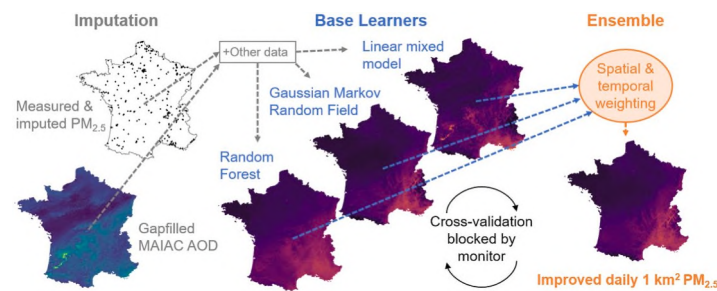 Imputation
Base Learners
Ensemble
+Other data
Linear mixed
model
Spatial &
temporal
weighting
Measured &
imputed PM2.5
Gaussian Markov
Random Field
Random
Forest
Gapfilled
MAIAC AOD
Cross-validation
blocked by
monitor
Improved daily 1 km² PM2.5